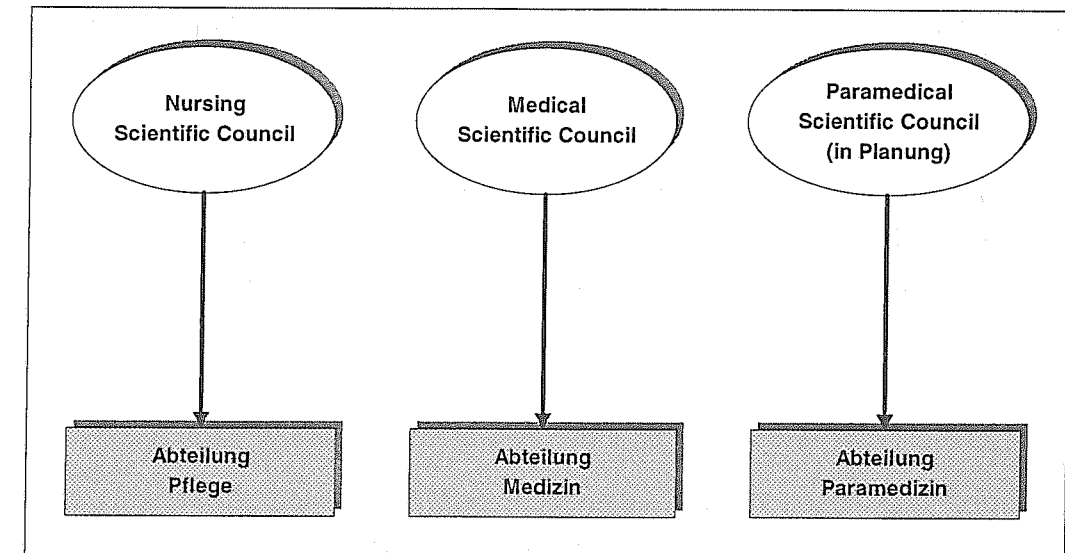 Nursing
Scientific Council
Medical
Scientific Council
Paramedical
Scientific Council
(in Planung)
Abteilung
Pflege
Abteilung
Medizin
Abteilung
Paramedizin